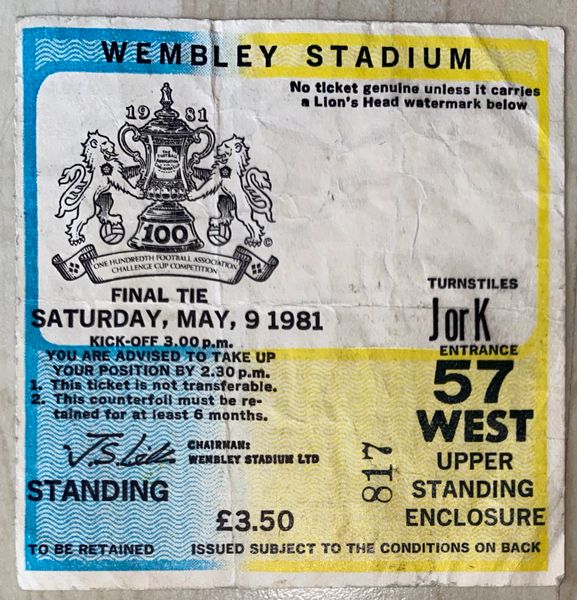 WEMBLEY STADIUM
No ticket genuine unless it carries
a Lion's Head watermark below
1981
THE FOOTBALL
ASSOCIATION
100
©
ONE HUNDREDTH FOOTBALL ASSOCIATION
CHALLENGE CUP COMPETITION
FINAL TIE
SATURDAY, MAY, 9 1981
KICK-OFF 3.00 p.m.
YOU ARE ADVISED TO TAKE UP
YOUR POSITION BY 2.30 p.m.
1. This ticket is not transferable.
2. This counterfoil must be re-
tained for at least 6 months.
CHAIRMAN:
WEMBLEY STADIUM LTD
STANDING
£3.50
TO BE RETAINED
TURNSTILES
J or K
ENTRANCE
57
WEST
UPPER
STANDING
ENCLOSURE
817
ISSUED SUBJECT TO THE CONDITIONS ON BACK